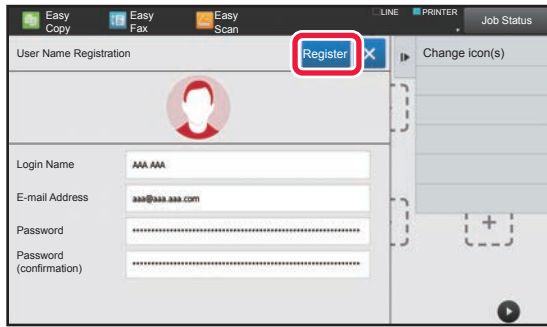 Easy Copy
Easy Fax
Easy Scan
LINE
PRINTER
Job Status
User Name Registration
Register
Change icon(s)
Login Name
AAA AAA
E-mail Address
aaa@aaa.aaa.com
Password
************************************************************
Password (confirmation)
************************************************************